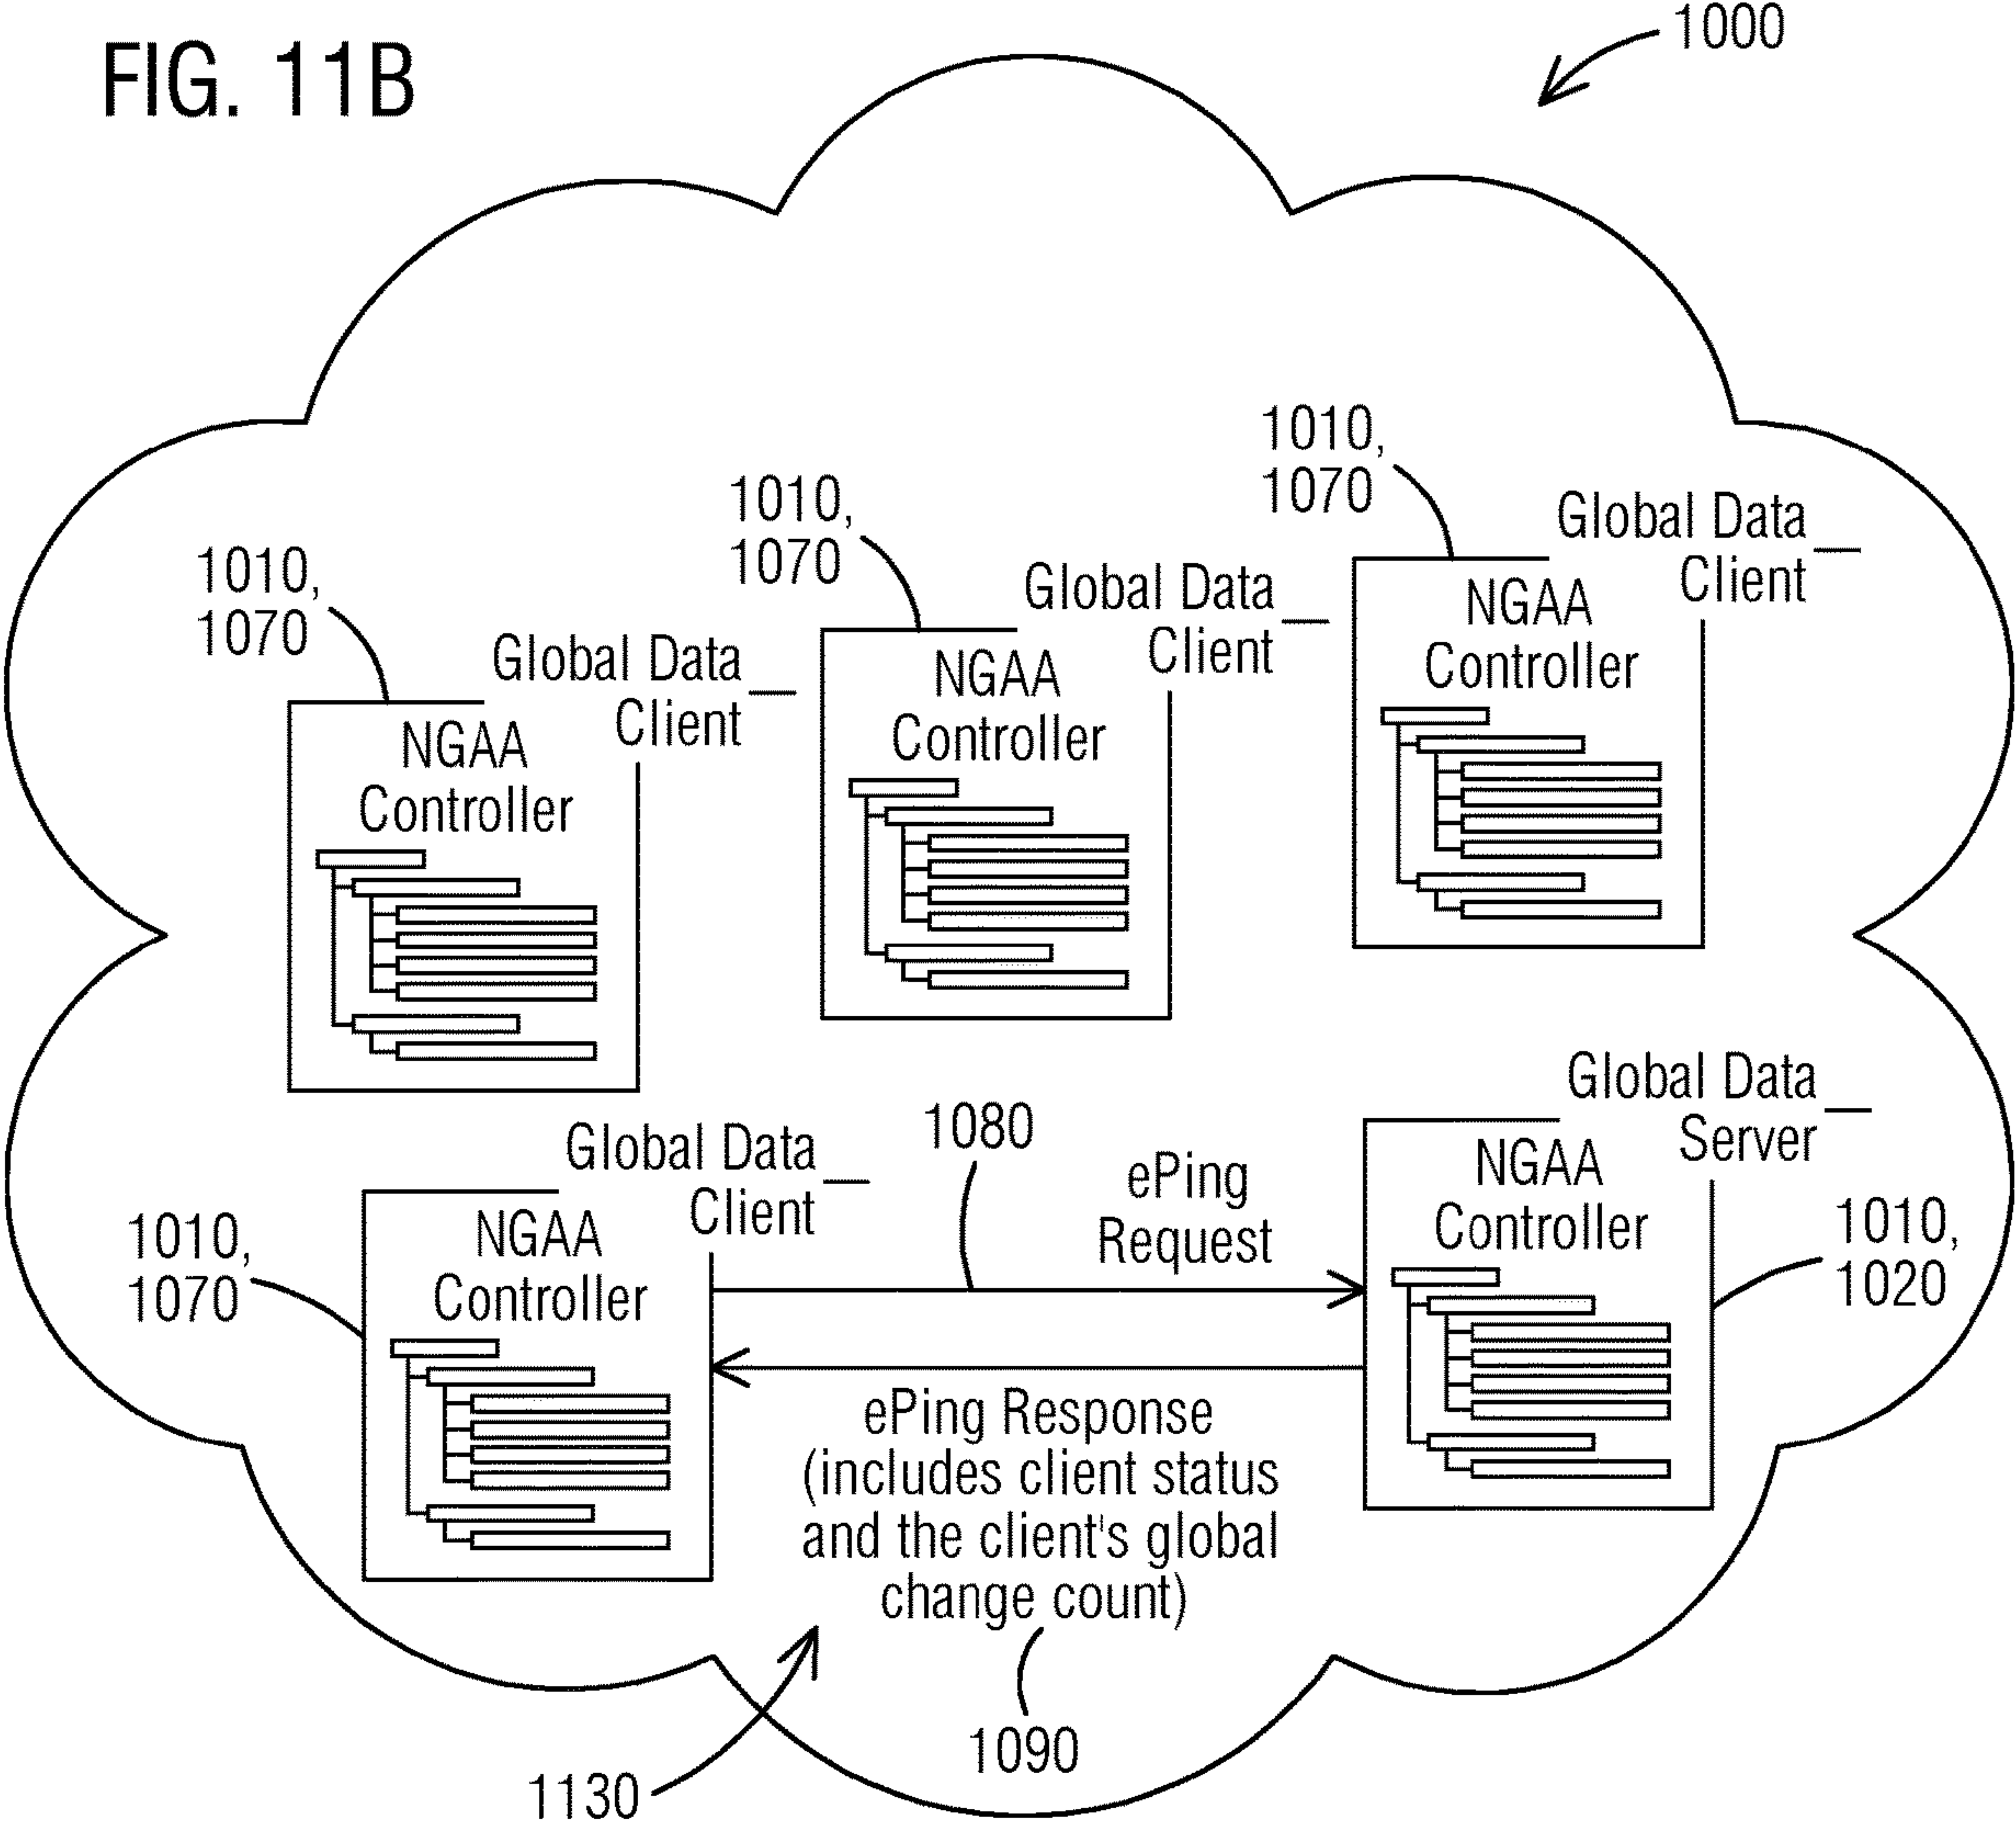 FIG. 11B
1000
1010,
1070
Global Data
Client
NGAA
Controller
1010,
1070
Global Data
Client
NGAA
Controller
1010,
1070
Global Data
Client
NGAA
Controller
1010,
1070
Global Data
Client
NGAA
Controller
1080
ePing
Request
Global Data
Server
NGAA
Controller
1010,
1020
ePing Response
(includes client status
and the client's global
change count)
1090
1130